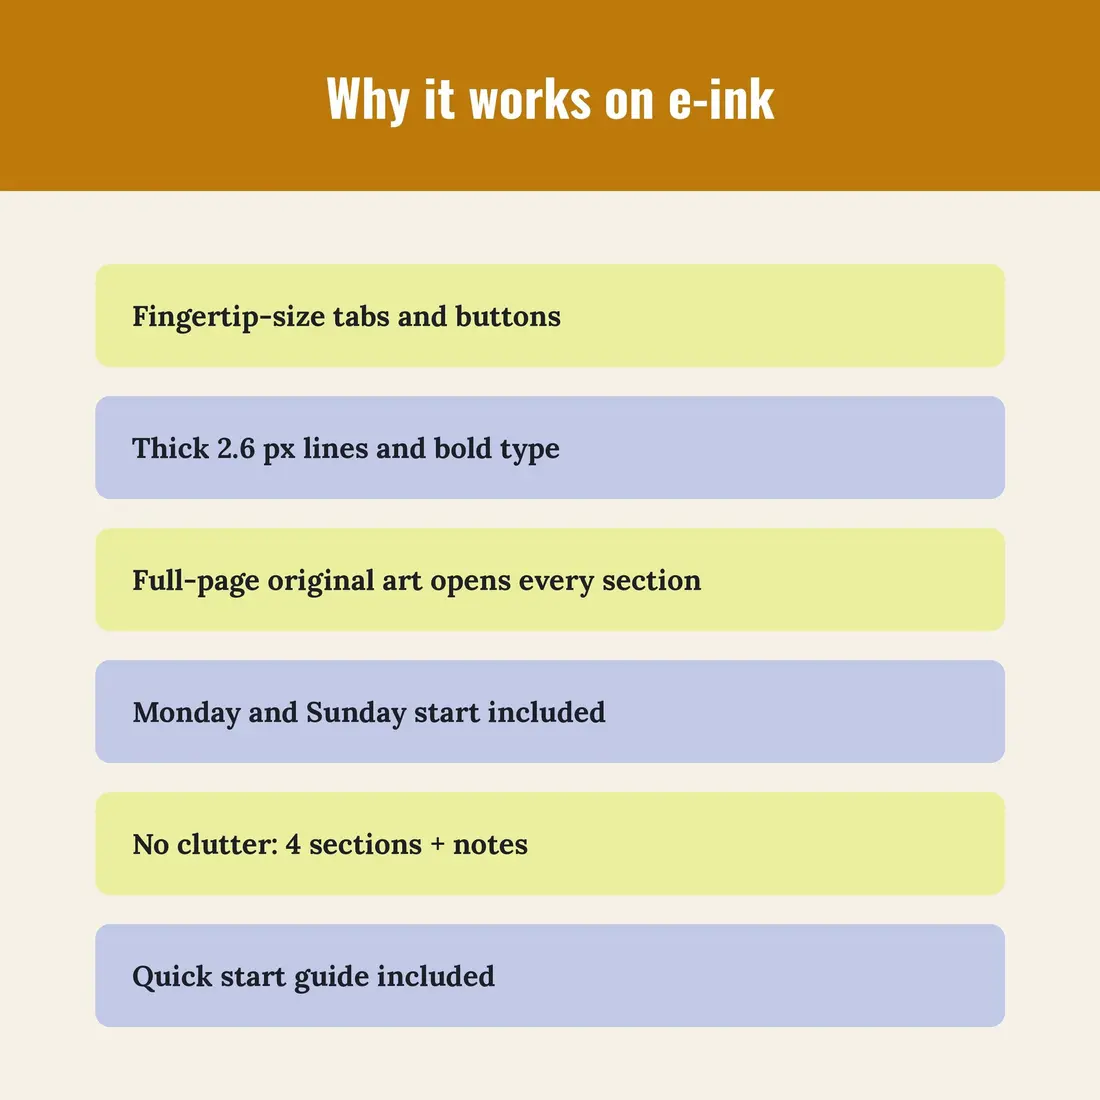 Why it works on e-ink
Fingertip-size tabs and buttons
Thick 2.6 px lines and bold type
Full-page original art opens every section
Monday and Sunday start included
No clutter: 4 sections + notes
Quick start guide included